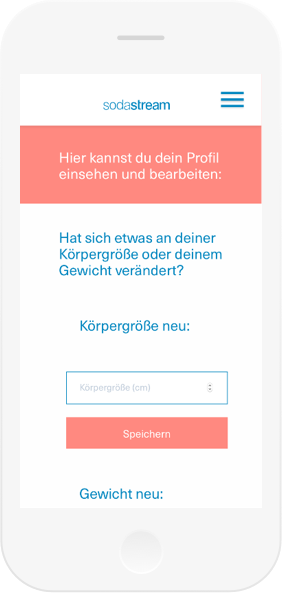 sodastream
Hier kannst du dein Profil
einsehen und bearbeiten:
Hat sich etwas an deiner
Körpergröße oder deinem
Gewicht verändert?
Körpergröße neu:
Körpergröße (cm)
Speichern
Gewicht neu: